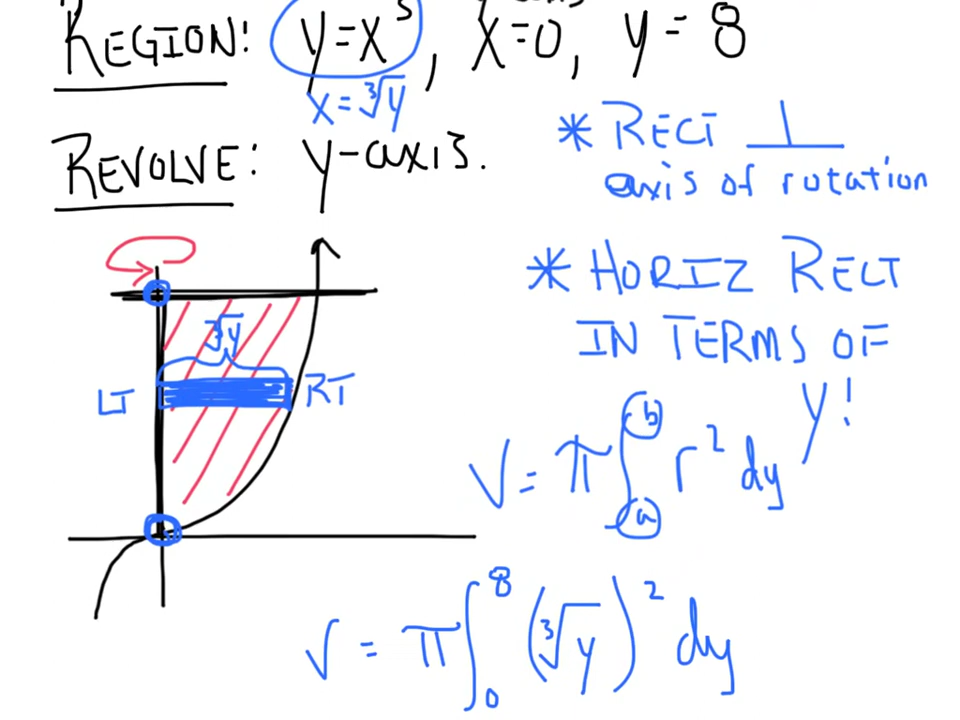 REGION: y=x³, x=0, y=8
x=∛y
REVOLVE: y-axis.
* RECT ⊥
axis of rotation
* HORIZ RECT
IN TERMS OF
y!
∛y
LT RT
V = π∫ₐᵇ r² dy
V = π∫₀⁸ (∛y)² dy